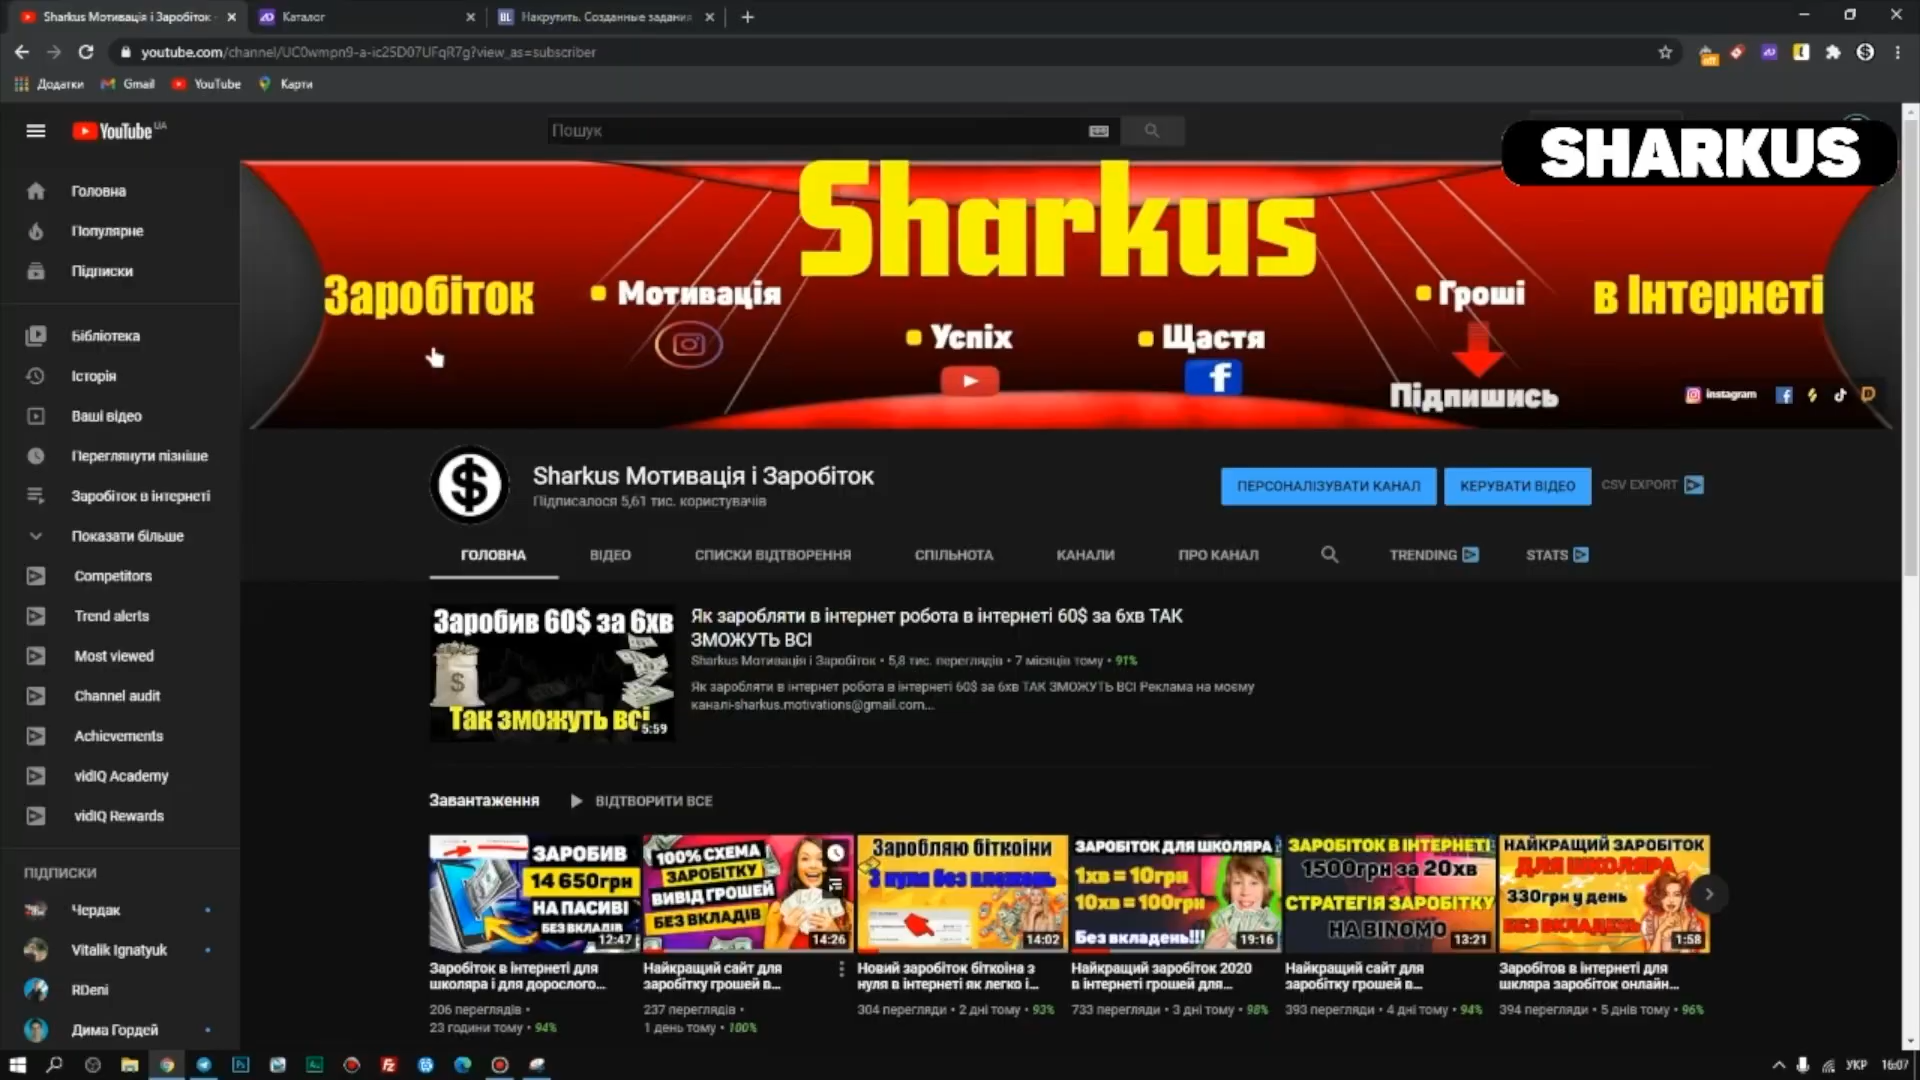 Sharkus Мотивація і Заробіток
Каталог
Накрутить. Созданные задания
youtube.com/channel/UC0wmpn9-a-ic25D07UFqR7g?view_as=subscriber
Додатки
Gmail
YouTube
Карти
YouTube UA
Пошук
SHARKUS
Головна
Популярне
Підписки
Бібліотека
Історія
Ваші відео
Переглянути пізніше
Заробіток в інтернеті
Показати більше
Competitors
Trend alerts
Most viewed
Channel audit
Achievements
vidIQ Academy
vidIQ Rewards
ПІДПИСКИ
Чердак
Vitalik Ignatyuk
RDeni
Дима Гордей
Sharkus
Заробіток
Мотивація
Успіх
Щастя
Гроші
в Інтернеті
Підпишись
Instagram
Sharkus Мотивація і Заробіток
Підписалося 5,61 тис. користувачів
ПЕРСОНАЛІЗУВАТИ КАНАЛ
КЕРУВАТИ ВІДЕО
CSV EXPORT
ГОЛОВНА
ВІДЕО
СПИСКИ ВІДТВОРЕННЯ
СПІЛЬНОТА
КАНАЛИ
ПРО КАНАЛ
TRENDING
STATS
Заробив 60$ за 6хв
Так зможуть всі
5:59
Як заробляти в інтернет робота в інтернеті 60$ за 6хв ТАК
ЗМОЖУТЬ ВСІ
Sharkus Мотивація і Заробіток • 5,8 тис. переглядів • 7 місяців тому • 91%
Як заробляти в інтернет робота в інтернеті 60$ за 6хв ТАК ЗМОЖУТЬ ВСІ Реклама на моєму
каналі-sharkus.motivations@gmail.com...
Завантаження
ВІДТВОРИТИ ВСЕ
ЗАРОБИВ
14 650грн
НА ПАСИВІ
БЕЗ ВКЛАДІВ
12:47
Заробіток в інтернеті для
школяра і для дорослого...
206 переглядів •
23 години тому • 94%
100% СХЕМА
ЗАРОБІТКУ
ВИВІД ГРОШЕЙ
БЕЗ ВКЛАДІВ
14:26
Найкращий сайт для
заробітку грошей в...
237 переглядів •
1 день тому • 100%
Заробляю біткоіни
З нуля без вложень
14:02
Новий заробіток біткоіна з
нуля в інтернеті як легко і...
304 перегляди • 2 дні тому • 93%
ЗАРОБІТОК ДЛЯ ШКОЛЯРА
1хв = 10грн
10хв = 100грн
Без вкладень!!!
19:16
Найкращий заробіток 2020
в інтернеті грошей для...
733 перегляди • 3 дні тому • 98%
ЗАРОБІТОК В ІНТЕРНЕТІ
1500грн за 20хв
СТРАТЕГІЯ ЗАРОБІТКУ
НА BINOMO
13:21
Найкращий сайт для
заробітку грошей в...
393 перегляди • 4 дні тому • 94%
НАЙКРАЩИЙ ЗАРОБІТОК
ДЛЯ ШКОЛЯРА
330грн у день
БЕЗ ВКЛАДЕНЬ
1:58
Заробітов в інтернеті для
шкляра заробіток онлайн...
394 перегляди • 5 днів тому • 96%
УКР
16:07